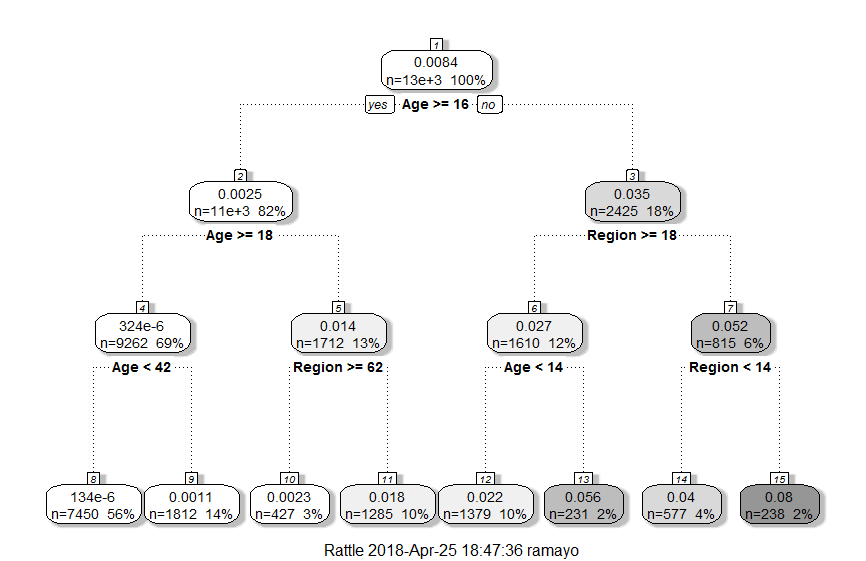 1
0.0084
n=13e+3 100%
yes Age >= 16 no
2 3
0.0025 0.035
n=11e+3 82% n=2425 18%
Age >= 18 Region >= 18
4 5 6 7
324e-6 0.014 0.027 0.052
n=9262 69% n=1712 13% n=1610 12% n=815 6%
Age < 42 Region >= 62 Age < 14 Region < 14
8 9 10 11 12 13 14 15
134e-6 0.0011 0.0023 0.018 0.022 0.056 0.04 0.08
n=7450 56% n=1812 14% n=427 3% n=1285 10% n=1379 10% n=231 2% n=577 4% n=238 2%
Rattle 2018-Apr-25 18:47:36 ramayo